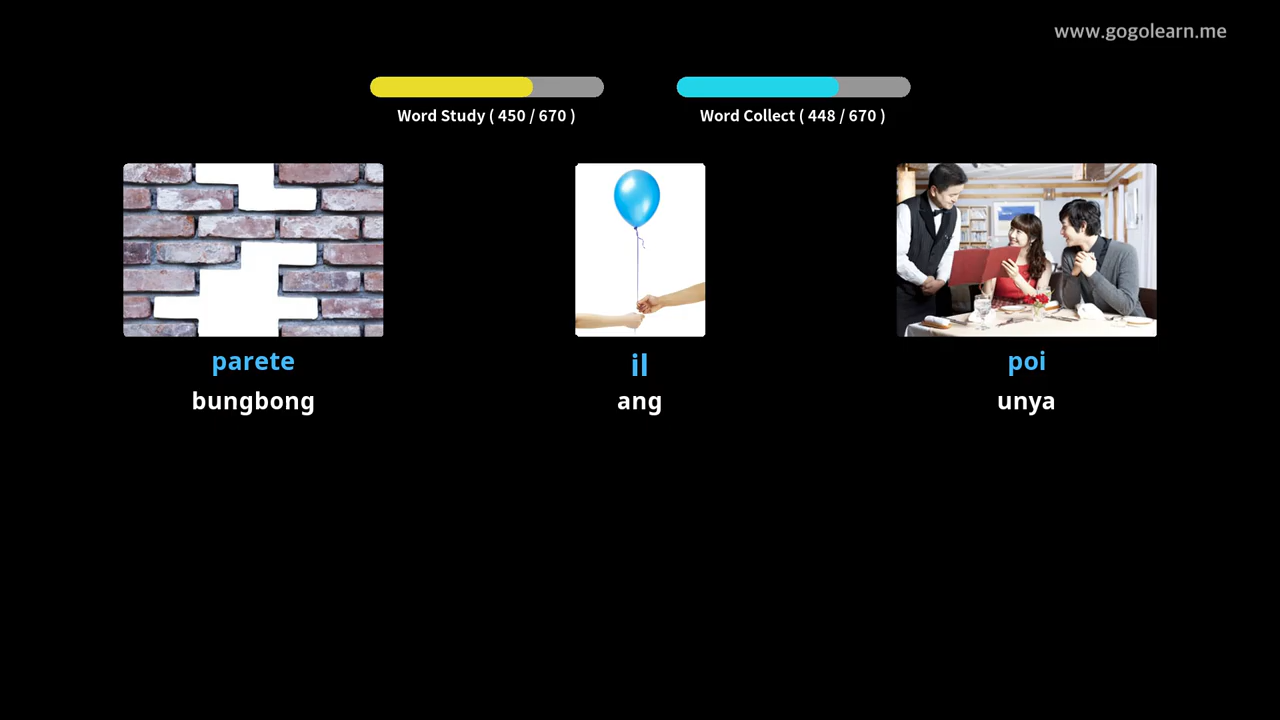 www.gogolearn.me
Word Study ( 450 / 670 )
Word Collect ( 448 / 670 )
parete
il
poi
bungbong
ang
unya